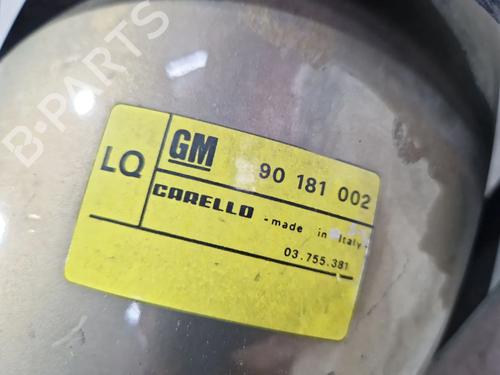 B-PARTS
LQ
GM
90 181 002
CARELLO - made in Italy
03.755.381